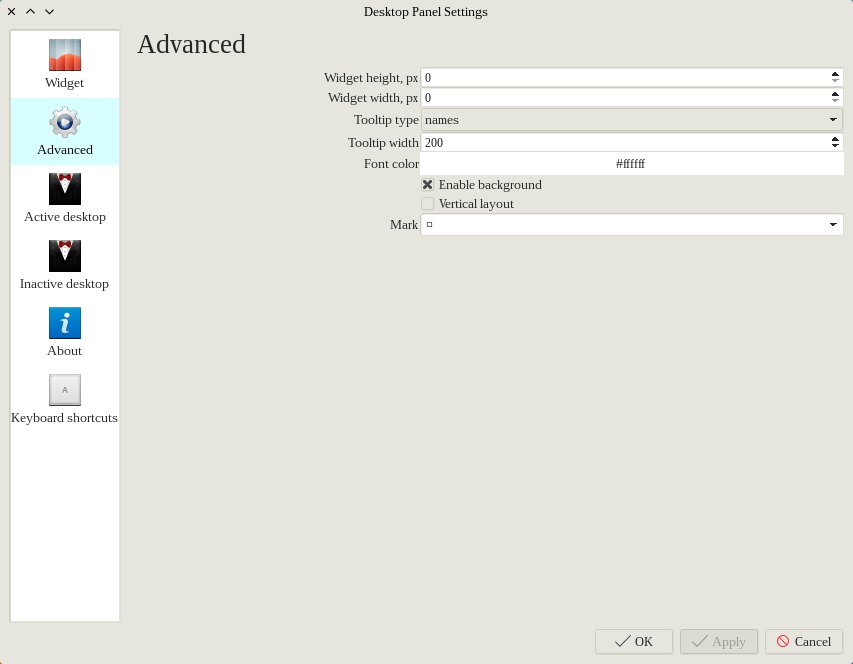 Desktop Panel Settings
Widget
Advanced
Active desktop
Inactive desktop
About
A
Keyboard shortcuts
Advanced
Widget height, px 0
Widget width, px 0
Tooltip type names
Tooltip width 200
Font color #ffffff
Enable background
Vertical layout
Mark ¤
OK Apply Cancel